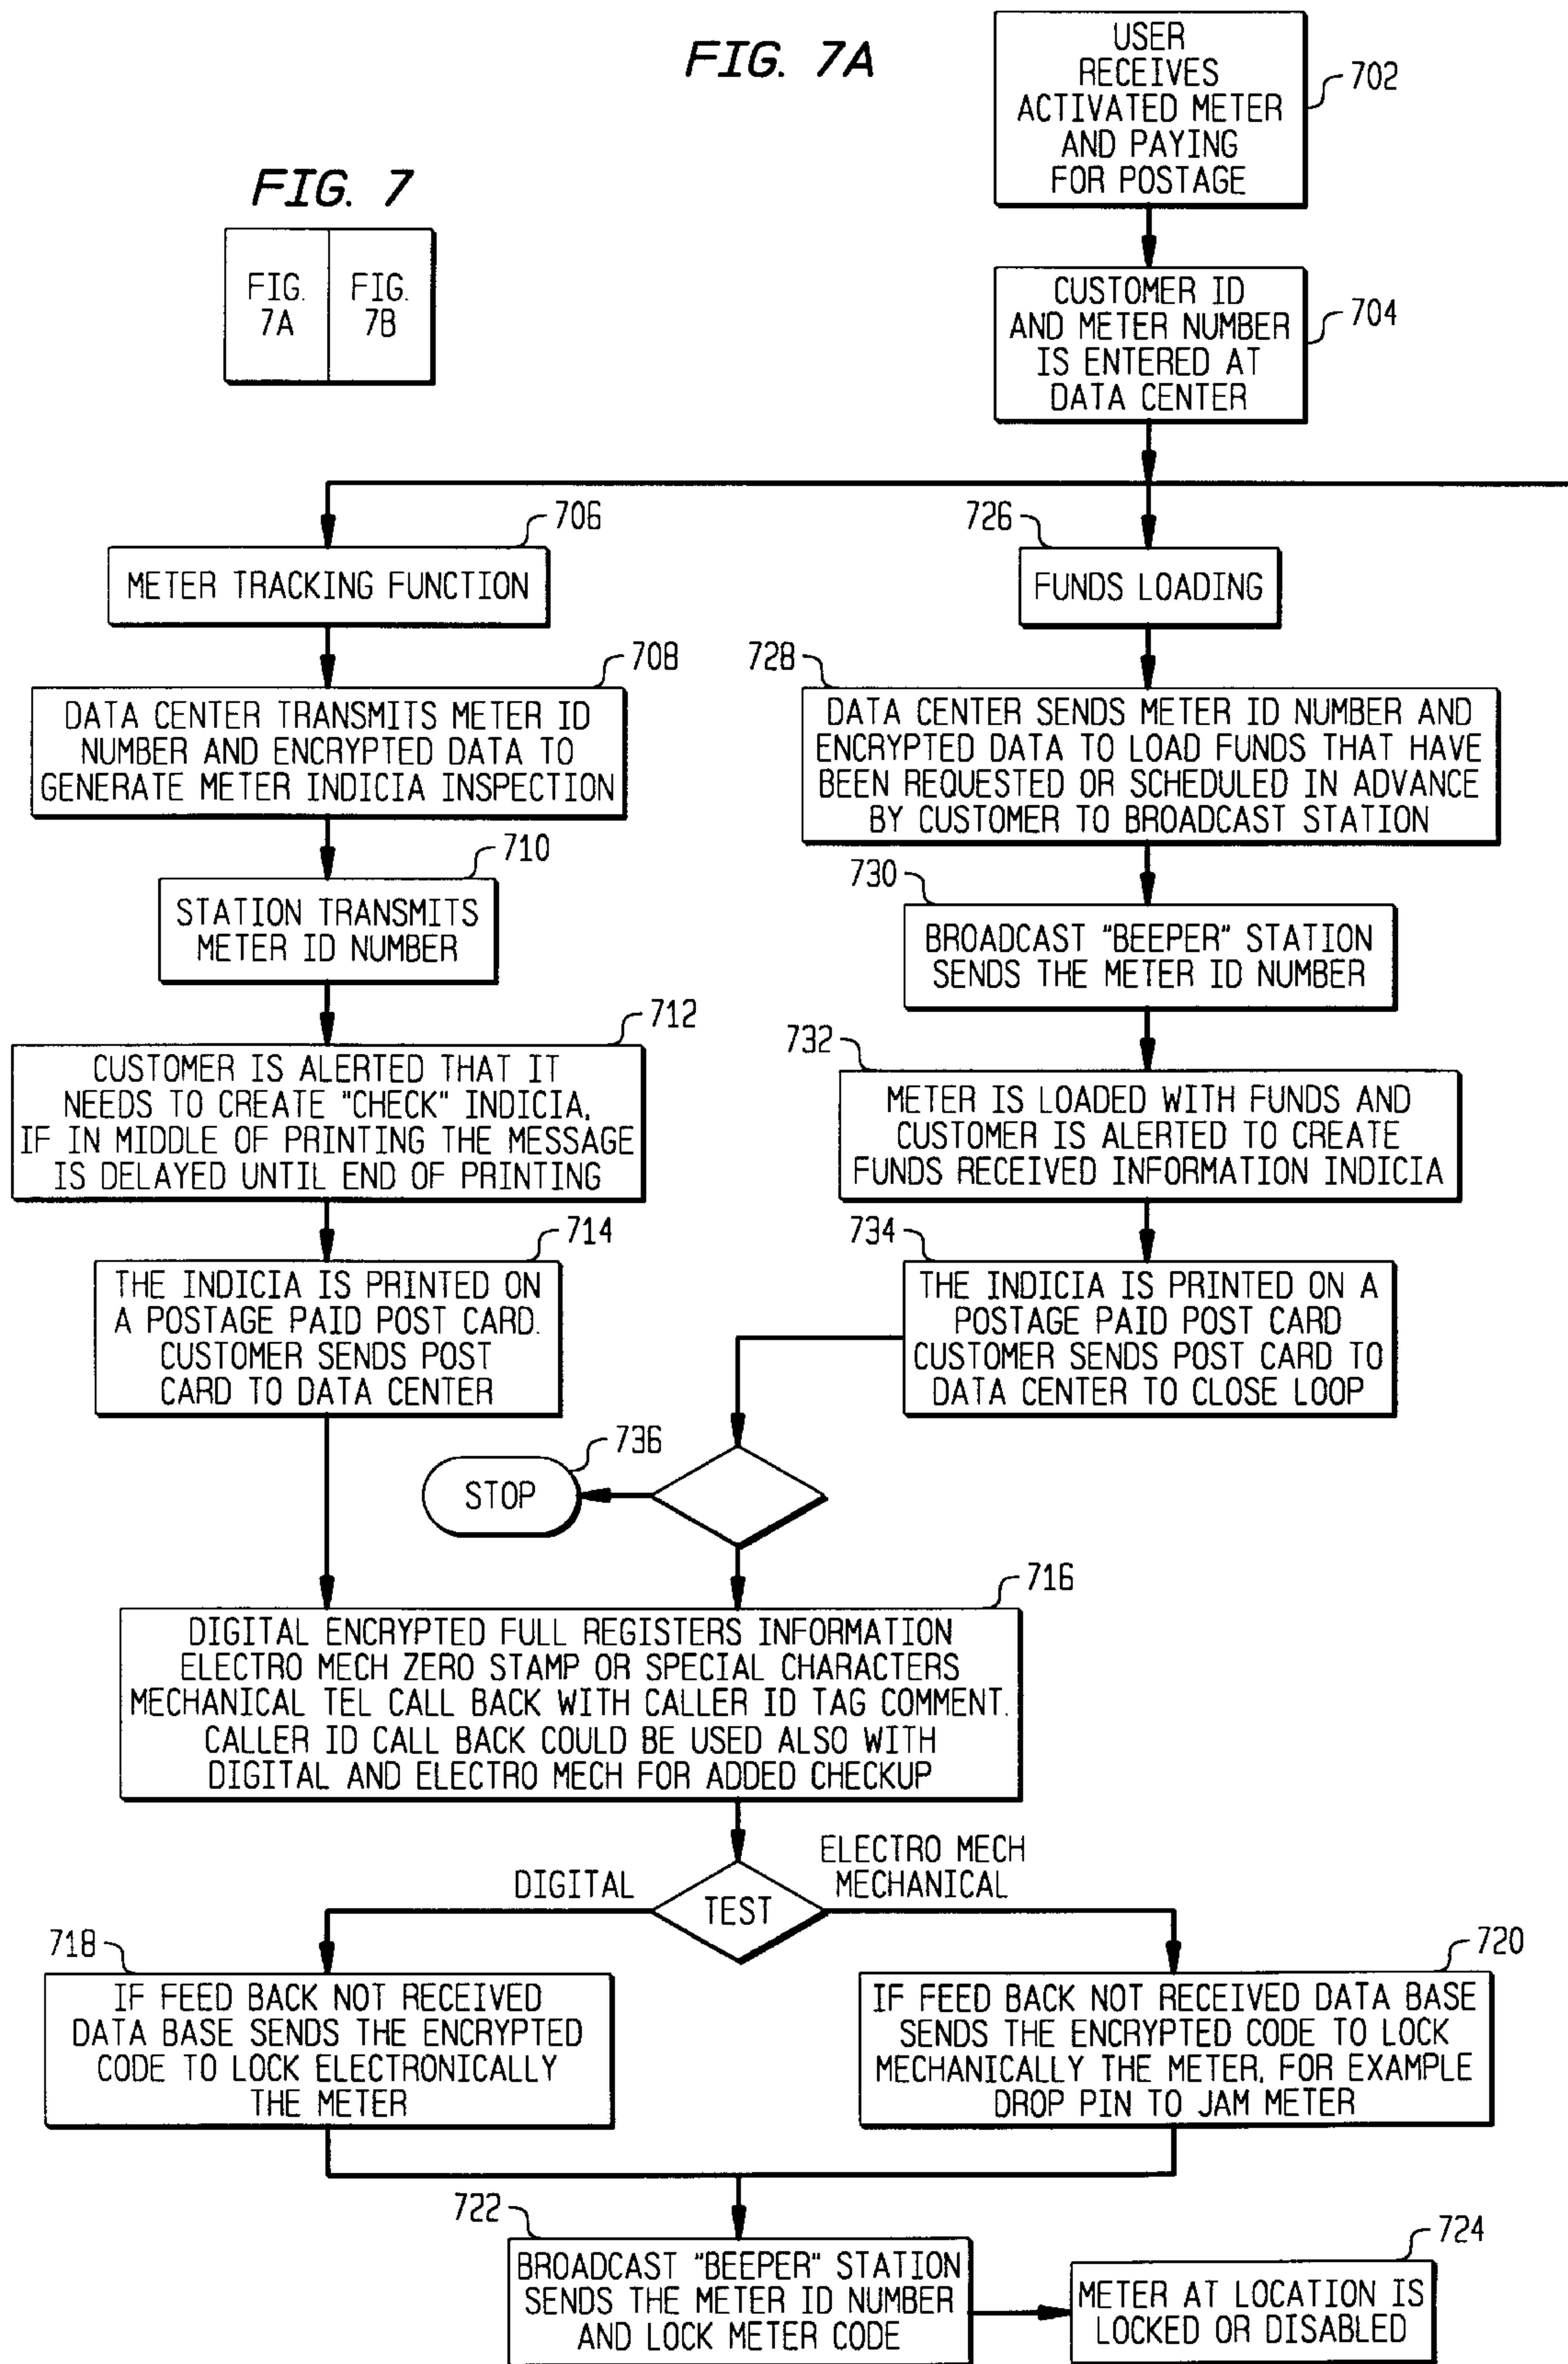 FIG. 7A
USER
RECEIVES
ACTIVATED METER
AND PAYING
FOR POSTAGE
702
FIG. 7
FIG.
7A
FIG.
7B
CUSTOMER ID
AND METER NUMBER
IS ENTERED AT
DATA CENTER
704
706
METER TRACKING FUNCTION
708
DATA CENTER TRANSMITS METER ID
NUMBER AND ENCRYPTED DATA TO
GENERATE METER INDICIA INSPECTION
710
STATION TRANSMITS
METER ID NUMBER
712
CUSTOMER IS ALERTED THAT IT
NEEDS TO CREATE "CHECK" INDICIA,
IF IN MIDDLE OF PRINTING THE MESSAGE
IS DELAYED UNTIL END OF PRINTING
714
THE INDICIA IS PRINTED ON
A POSTAGE PAID POST CARD.
CUSTOMER SENDS POST
CARD TO DATA CENTER
726
FUNDS LOADING
728
DATA CENTER SENDS METER ID NUMBER AND
ENCRYPTED DATA TO LOAD FUNDS THAT HAVE
BEEN REQUESTED OR SCHEDULED IN ADVANCE
BY CUSTOMER TO BROADCAST STATION
730
BROADCAST "BEEPER" STATION
SENDS THE METER ID NUMBER
732
METER IS LOADED WITH FUNDS AND
CUSTOMER IS ALERTED TO CREATE
FUNDS RECEIVED INFORMATION INDICIA
734
THE INDICIA IS PRINTED ON A
POSTAGE PAID POST CARD
CUSTOMER SENDS POST CARD TO
DATA CENTER TO CLOSE LOOP
736
STOP
716
DIGITAL ENCRYPTED FULL REGISTERS INFORMATION
ELECTRO MECH ZERO STAMP OR SPECIAL CHARACTERS
MECHANICAL TEL CALL BACK WITH CALLER ID TAG COMMENT.
CALLER ID CALL BACK COULD BE USED ALSO WITH
DIGITAL AND ELECTRO MECH FOR ADDED CHECKUP
DIGITAL
TEST
ELECTRO MECH
MECHANICAL
718
IF FEED BACK NOT RECEIVED
DATA BASE SENDS THE ENCRYPTED
CODE TO LOCK ELECTRONICALLY
THE METER
720
IF FEED BACK NOT RECEIVED DATA BASE
SENDS THE ENCRYPTED CODE TO LOCK
MECHANICALLY THE METER, FOR EXAMPLE
DROP PIN TO JAM METER
722
BROADCAST "BEEPER" STATION
SENDS THE METER ID NUMBER
AND LOCK METER CODE
724
METER AT LOCATION IS
LOCKED OR DISABLED